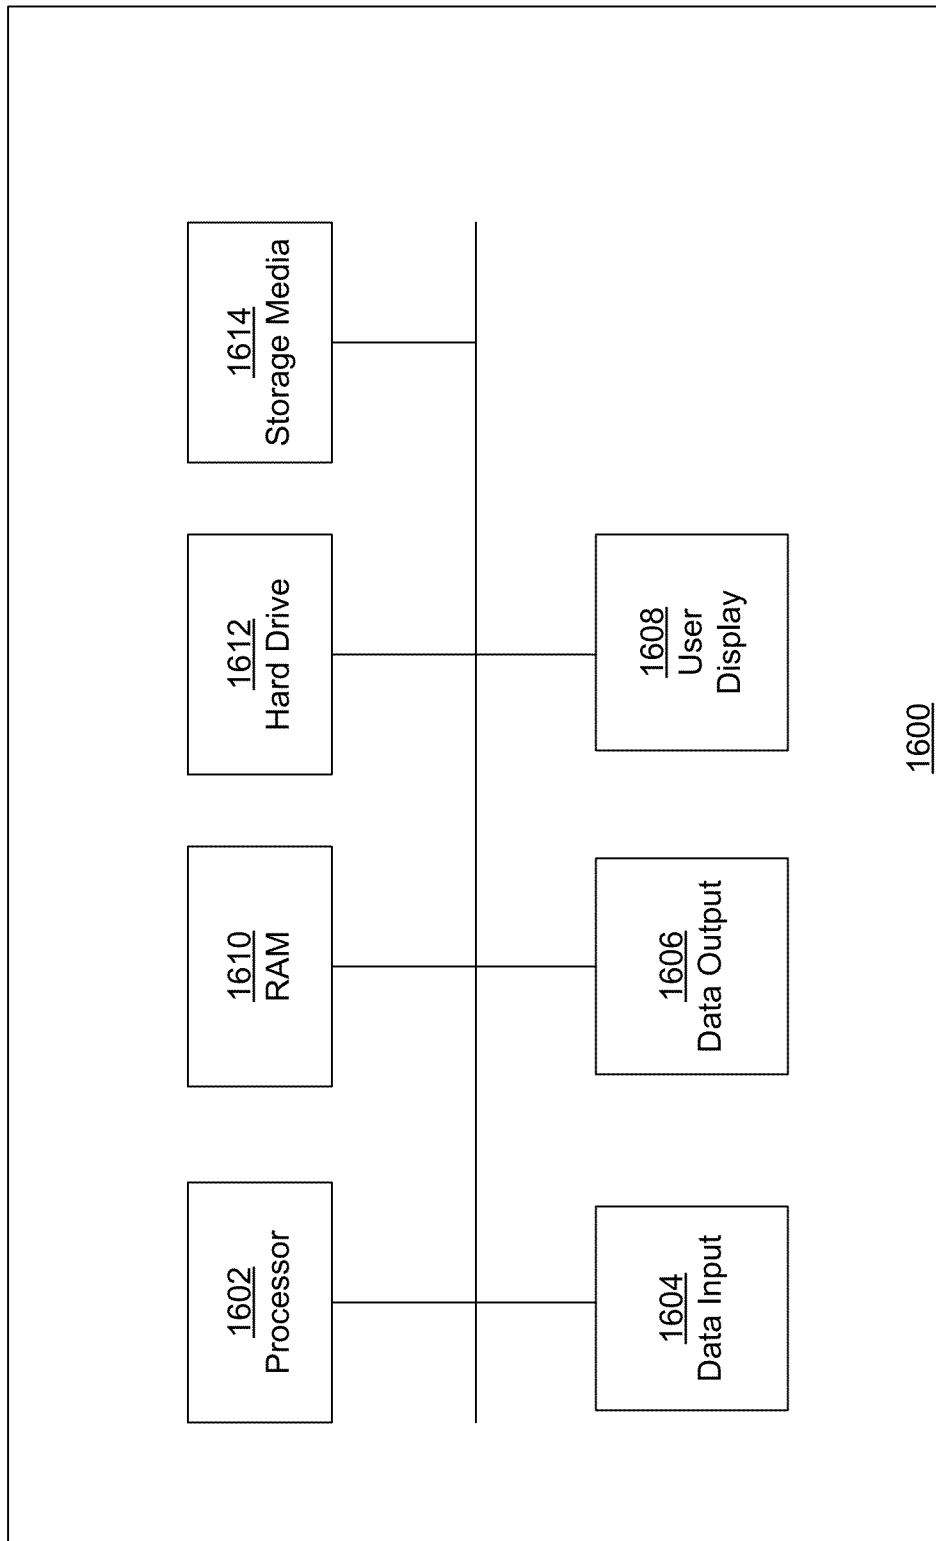 1602
Processor
1610
RAM
1612
Hard Drive
1614
Storage Media
1604
Data Input
1606
Data Output
1608
User
Display
1600